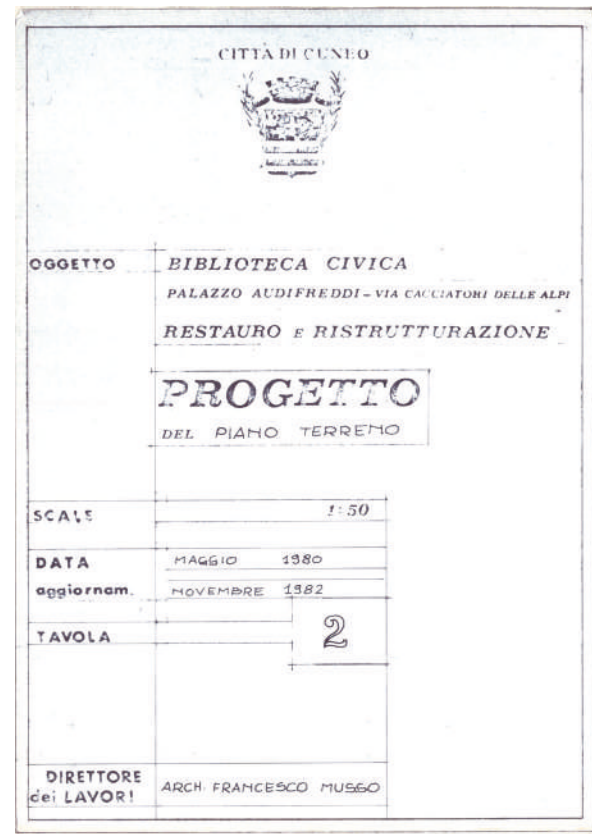 CITTÀ DI CUNEO
OGGETTO
BIBLIOTECA CIVICA
PALAZZO AUDIFREDDI - VIA CACCIATORI DELLE ALPI
RESTAURO E RISTRUTTURAZIONE
PROGETTO
DEL PIANO TERRENO
SCALE 1:50
DATA MAGGIO 1980
aggiornam. NOVEMBRE 1982
TAVOLA 2
DIRETTORE
dei LAVORI
ARCH. FRANCESCO MUSSO